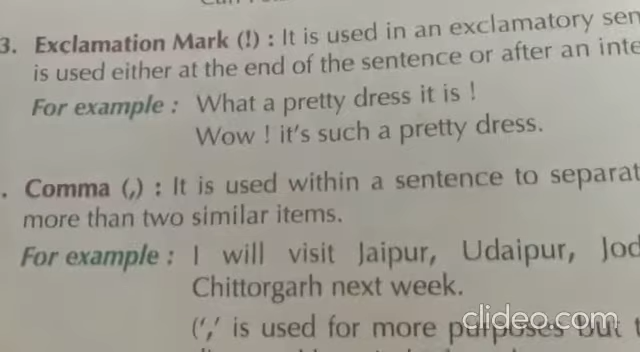 3. Exclamation Mark (!) : It is used in an exclamatory sen
is used either at the end of the sentence or after an inte
For example : What a pretty dress it is !
Wow ! it's such a pretty dress.
. Comma (,) : It is used within a sentence to separat
more than two similar items.
For example : I will visit Jaipur, Udaipur, Jod
Chittorgarh next week.
(',' is used for more purposes but t
clideo.com